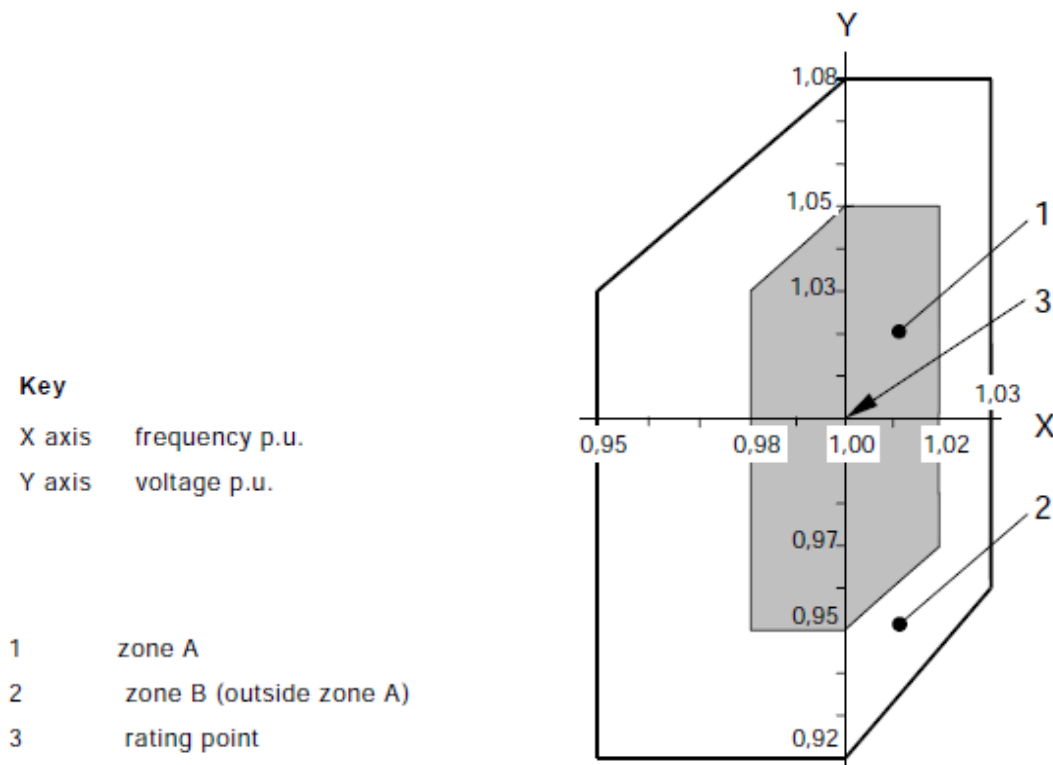 Y
1,08
1,05
1
1,03
3
Key
1,03
X axis frequency p.u.
0,95 0,98 1,00 1,02 X
Y axis voltage p.u.
2
0,97
0,95
1 zone A
2 zone B (outside zone A)
3 rating point
0,92